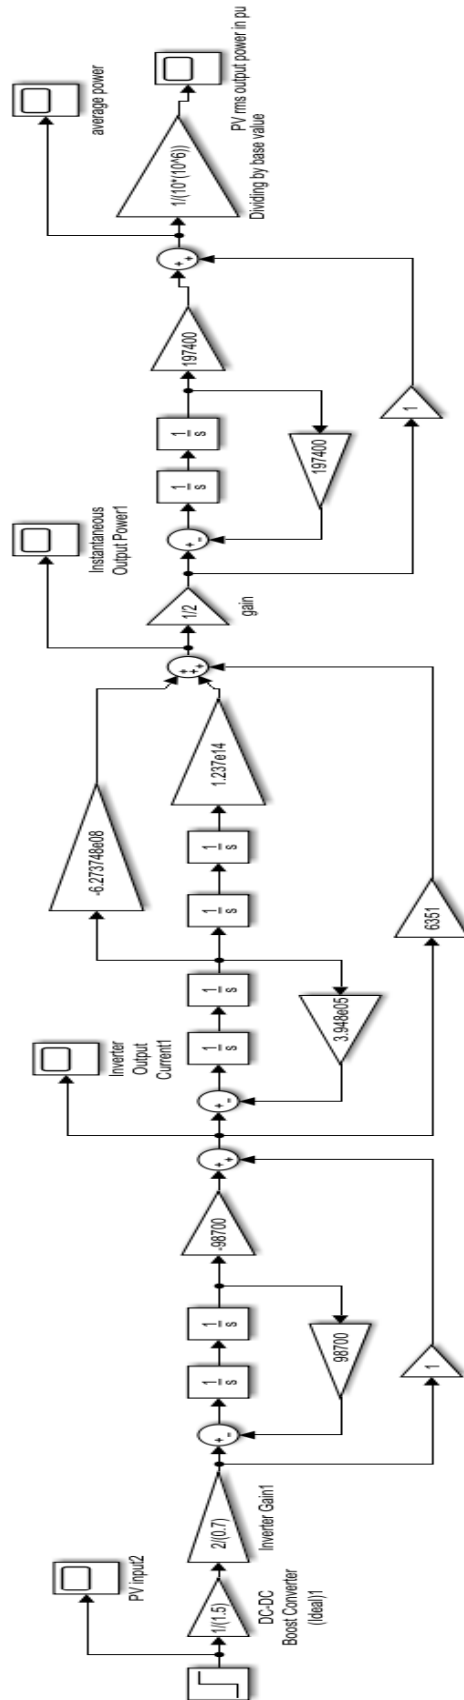 PV input2
1/(1.5)
DC-DC
Boost Converter
(Ideal)1
2/(0.7)
Inverter Gain1
+
−
1
s
1
s
98700
-98700
1
+
+
Inverter
Output
Current1
+
−
1
s
1
s
3.948e05
-6.273748e08
1
s
1
s
1.237e14
6351
+
+
+
Instantaneous
Output Power1
1/2
gain
+
−
1
s
1
s
197400
197400
1
+
+
average power
1/(10*(10^6))
PV rms output power in pu
Dividing by base value